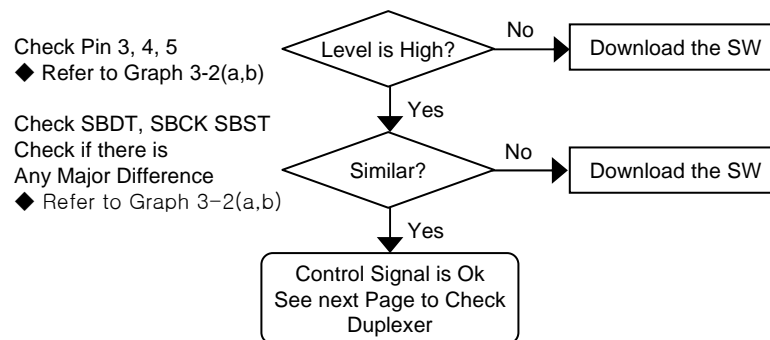 Check Pin 3, 4, 5
◆ Refer to Graph 3-2(a,b)
Level is High?
No
Download the SW
Yes
Check SBDT, SBCK SBST
Check if there is
Any Major Difference
◆ Refer to Graph 3-2(a,b)
Similar?
No
Download the SW
Yes
Control Signal is Ok
See next Page to Check
Duplexer